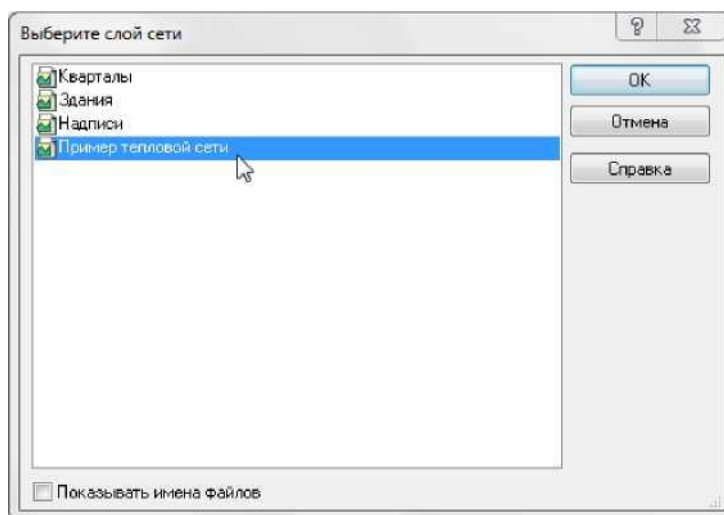 Выберите слой сети
Кварталы
Здания
Надписи
Пример тепловой сети
OK
Отмена
Справка
Показывать имена файлов